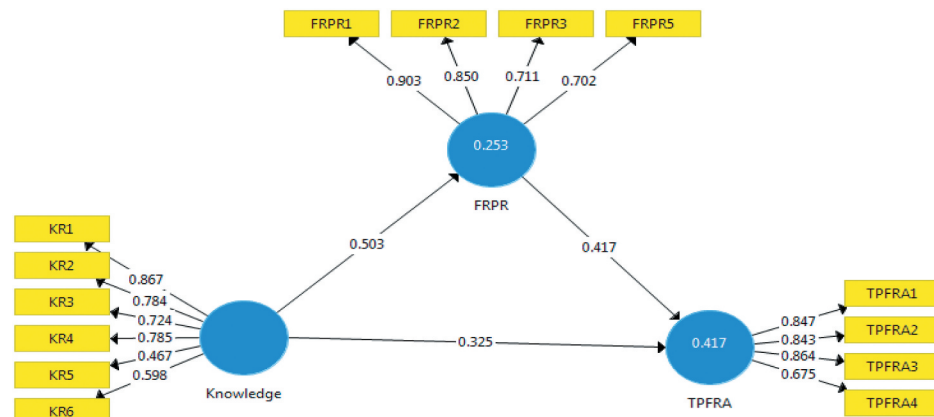 FRPR1 FRPR2 FRPR3 FRPR5
0.903 0.850 0.711 0.702
0.253
FRPR
0.503 0.417
KR1
KR2
KR3
KR4
KR5
KR6
0.867
0.784
0.724
0.785
0.467
0.598
Knowledge
0.325
0.417
TPFRA
0.847
0.843
0.864
0.675
TPFRA1
TPFRA2
TPFRA3
TPFRA4